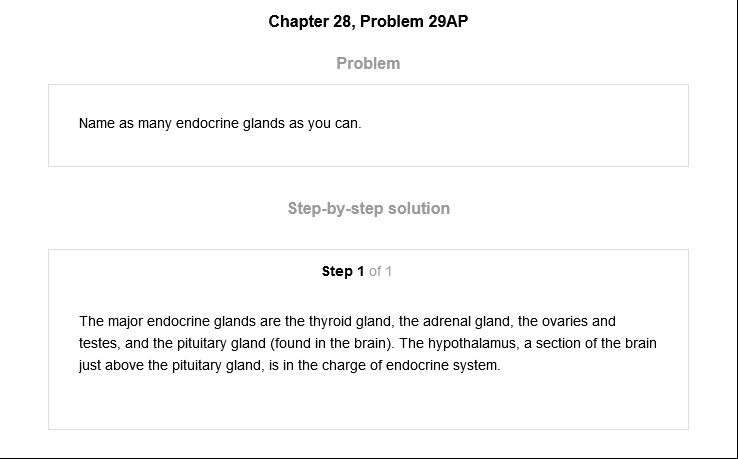 Chapter 28, Problem 29AP
Problem
Name as many endocrine glands as you can.
Step-by-step solution
Step 1 of 1
The major endocrine glands are the thyroid gland, the adrenal gland, the ovaries and
testes, and the pituitary gland (found in the brain). The hypothalamus, a section of the brain
just above the pituitary gland, is in the charge of endocrine system.